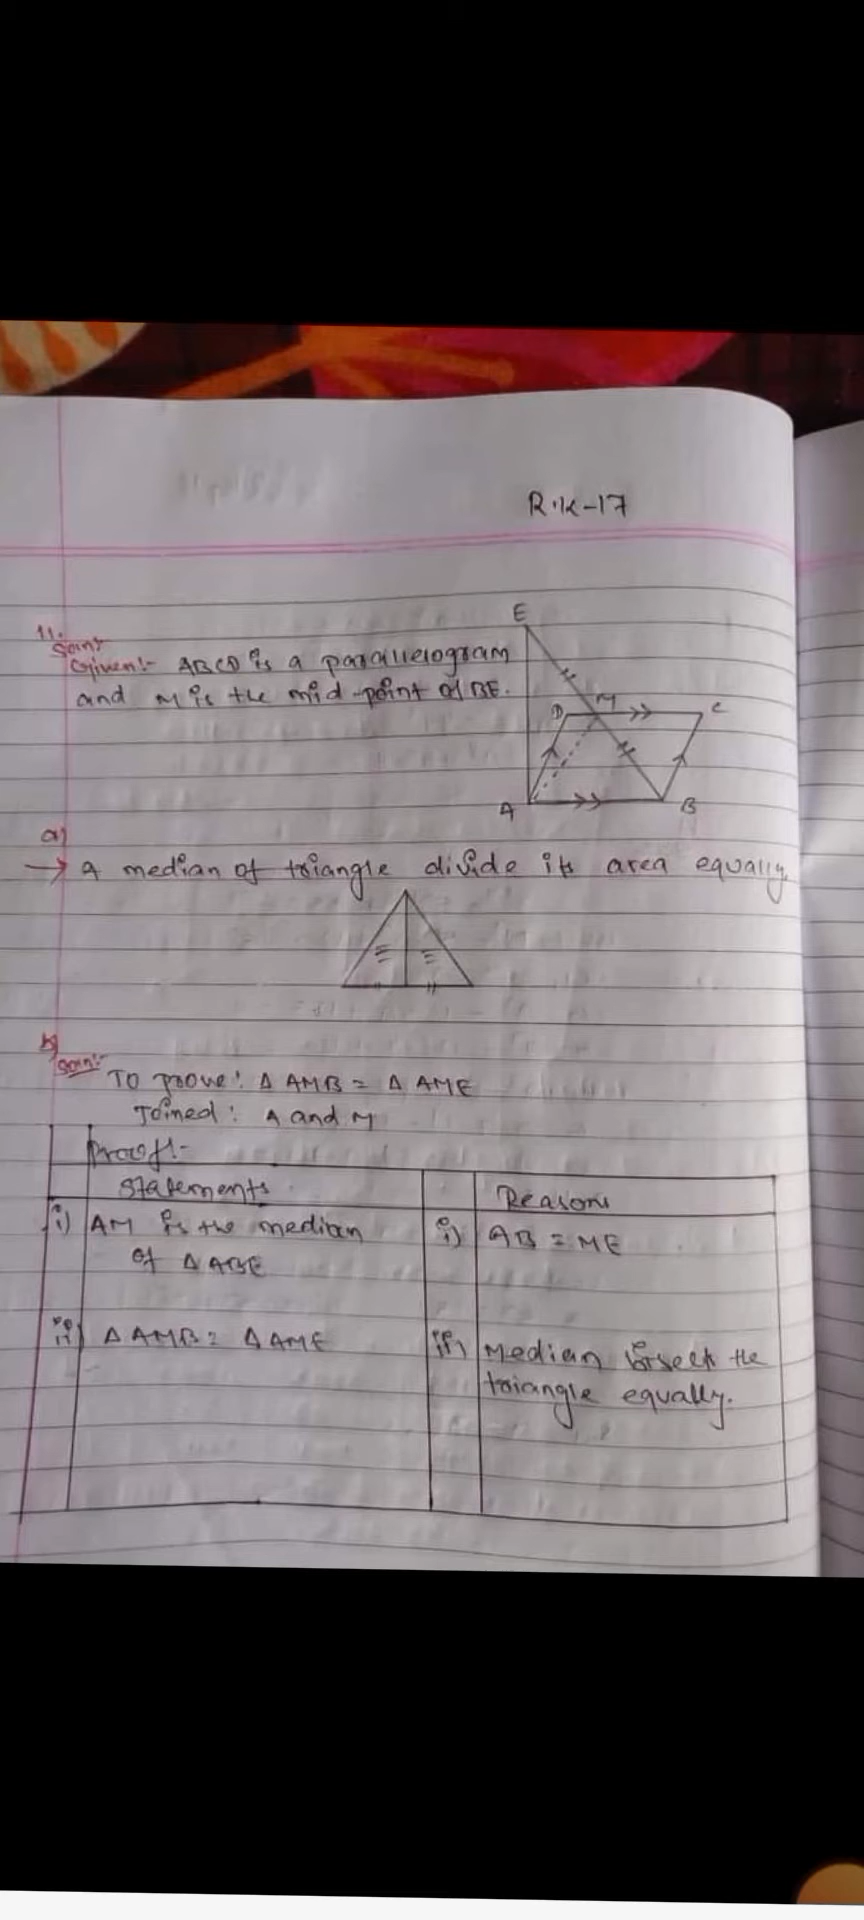 R.K-17
11.
Soln:
Given:- ABCD is a parallelogram
and M is the mid-point of BE.
E
D M C
A B
a)
→ A median of triangle divide its area equally.
b)
Soln:-
To prove: Δ AMB = Δ AME
Joined: A and M
Proof:-
Statements Reasons
i) AM is the median i) AB = ME
of Δ ABE
ii) Δ AMB = Δ AME ii) Median bisect the
triangle equally.